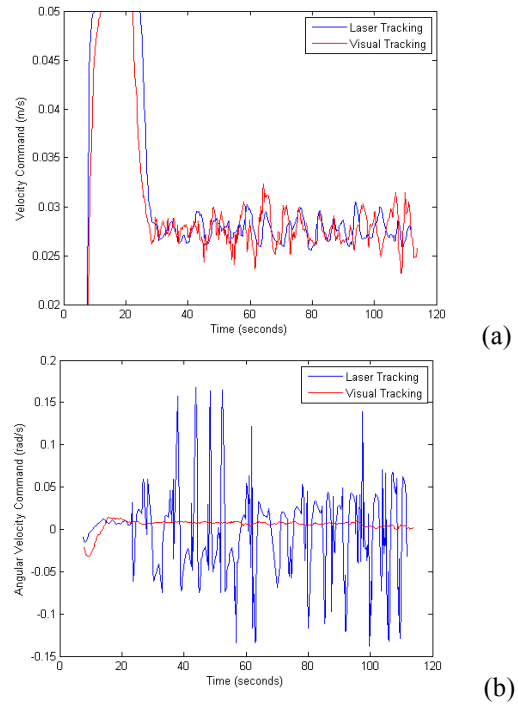 0.05
0.045
0.04
0.035
0.03
0.025
0.02
Velocity Command (m/s)
Laser Tracking
Visual Tracking
0 20 40 60 80 100 120
Time (seconds)
(a)
0.2
0.15
0.1
0.05
0
-0.05
-0.1
-0.15
Angular Velocity Command (rad/s)
Laser Tracking
Visual Tracking
0 20 40 60 80 100 120
Time (seconds)
(b)